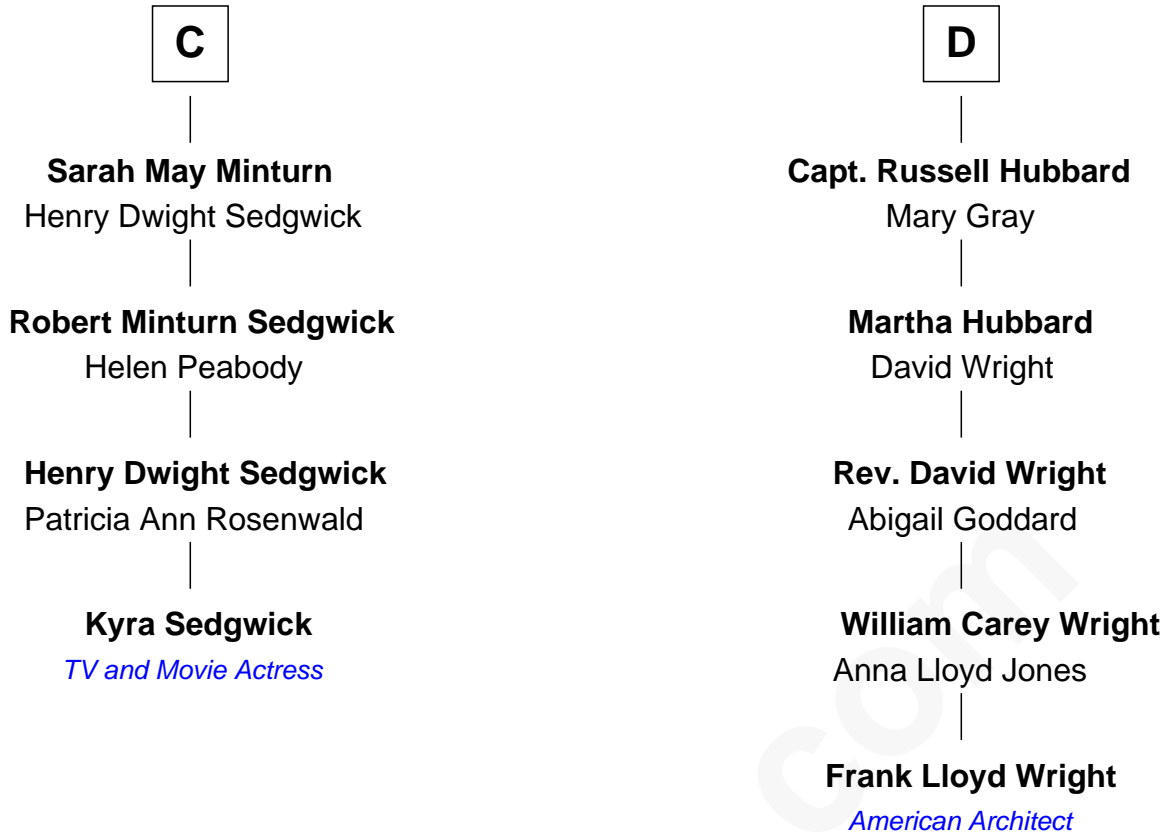 C
Sarah May Minturn
Henry Dwight Sedgwick
Robert Minturn Sedgwick
Helen Peabody
Henry Dwight Sedgwick
Patricia Ann Rosenwald
Kyra Sedgwick
TV and Movie Actress
D
Capt. Russell Hubbard
Mary Gray
Martha Hubbard
David Wright
Rev. David Wright
Abigail Goddard
William Carey Wright
Anna Lloyd Jones
Frank Lloyd Wright
American Architect
com